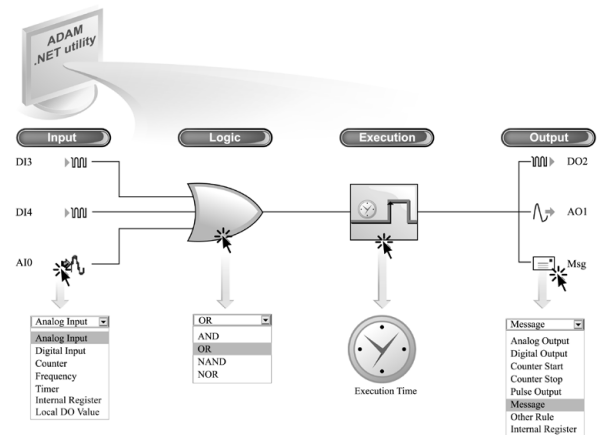 ADAM
.NET utility
Input
Logic
Execution
Output
DI3
DO2
DI4
AO1
AI0
Msg
Analog Input
Analog Input
Digital Input
Counter
Frequency
Timer
Internal Register
Local DO Value
OR
AND
OR
NAND
NOR
Execution Time
Message
Analog Output
Digital Output
Counter Start
Counter Stop
Pulse Output
Message
Other Rule
Internal Register